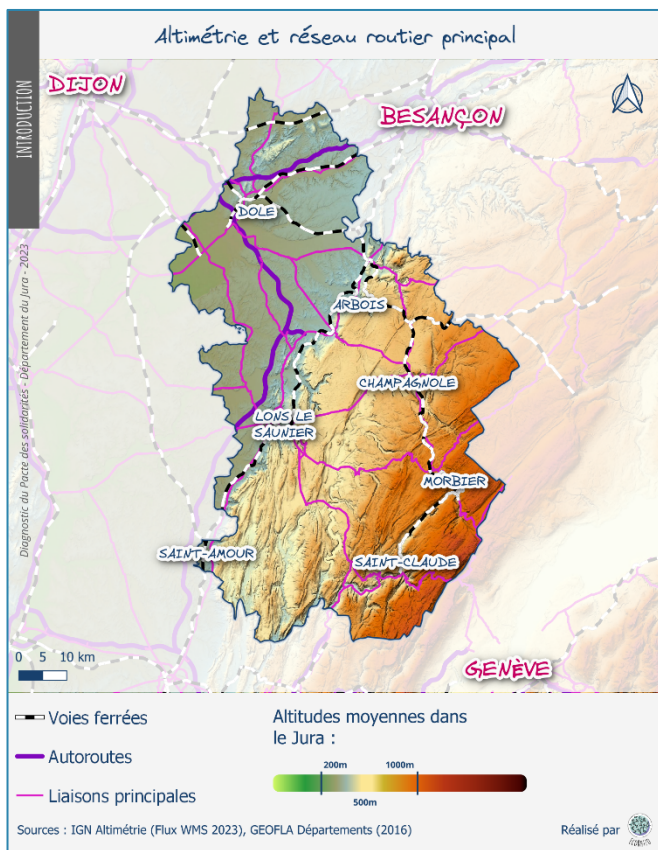 Altimétrie et réseau routier principal
INTRODUCTION
Diagnostic du Pacte des solidarités - Département du Jura - 2023
DIJON
BESANÇON
DOLE
ARBOIS
CHAMPAGNOLE
LONS LE
SAUNIER
MORBIER
SAINT-AMOUR
SAINT-CLAUDE
GENÈVE
0 5 10 km
Voies ferrées
Autoroutes
Liaisons principales
Altitudes moyennes dans
le Jura :
200m 1000m
500m
Sources : IGN Altimétrie (Flux WMS 2023), GEOFLA Départements (2016)
Réalisé par